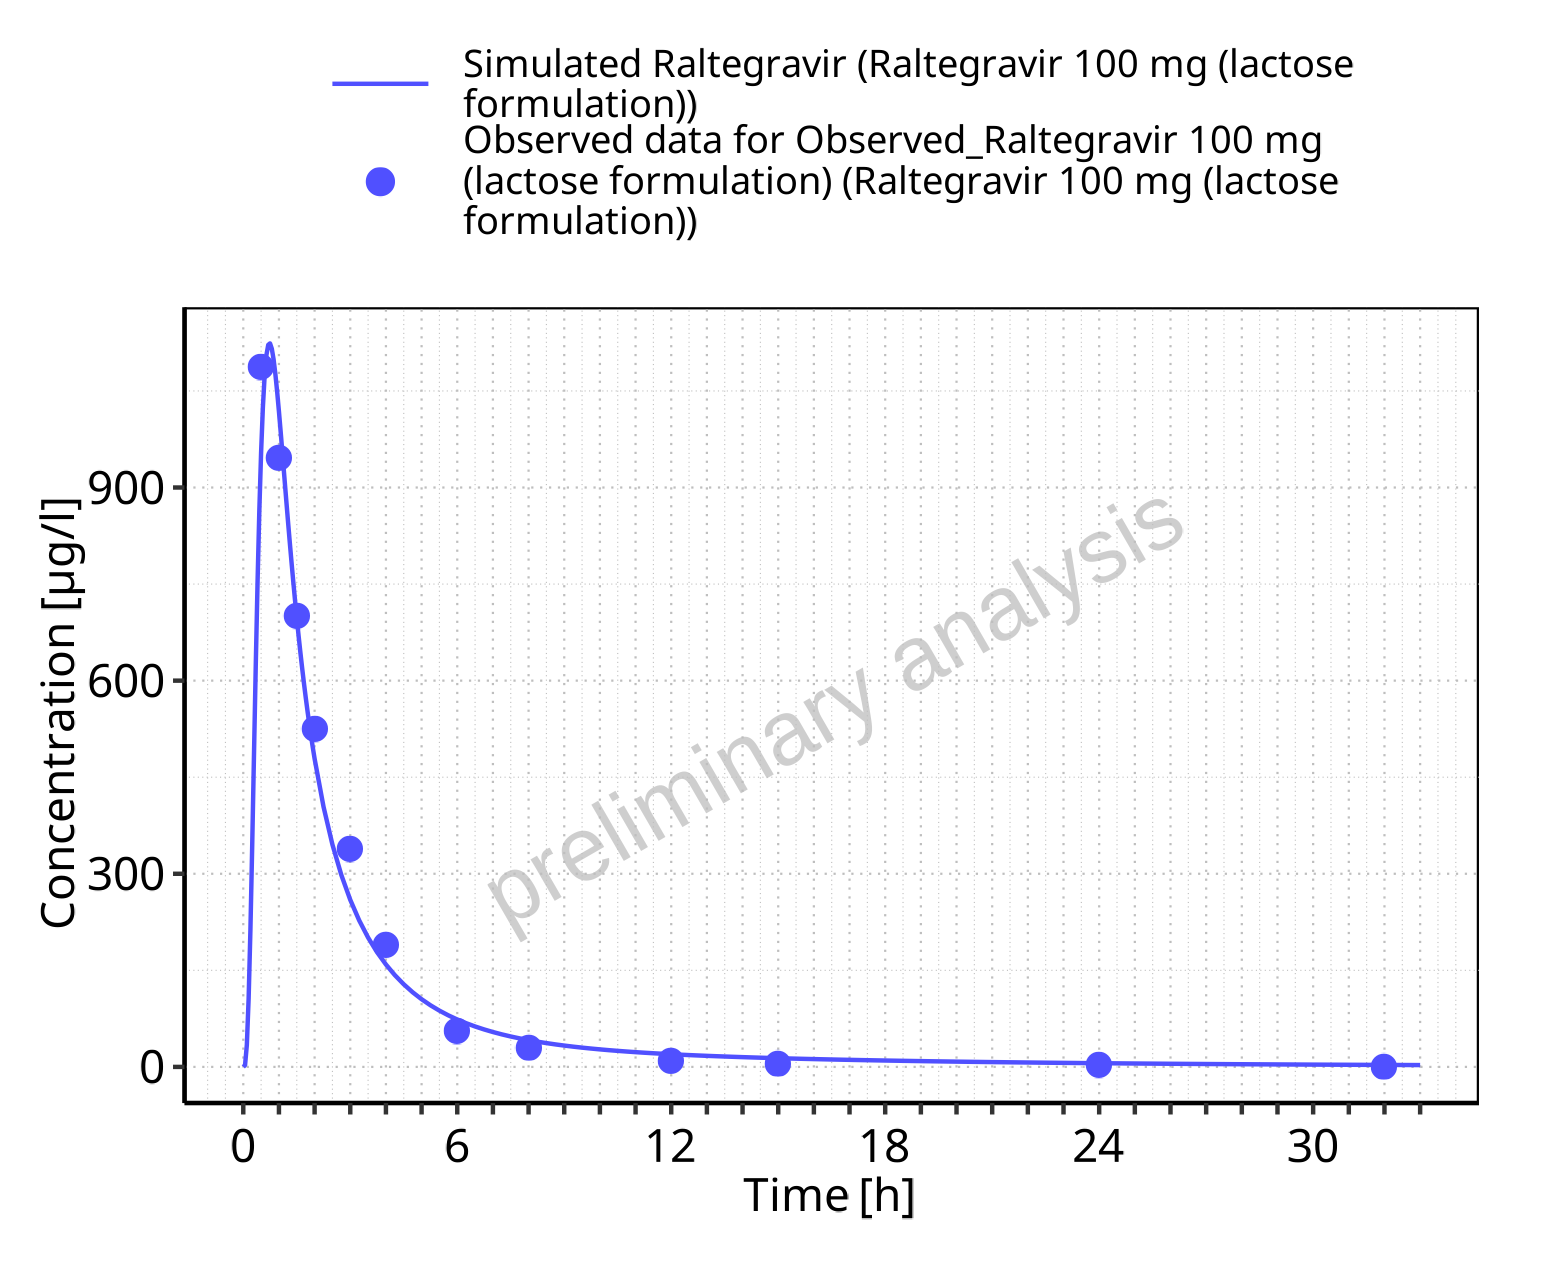 Simulated Raltegravir (Raltegravir 100 mg (lactose
formulation))
Observed data for Observed_Raltegravir 100 mg
(lactose formulation) (Raltegravir 100 mg (lactose
formulation))
Concentration [µg/l]
900
600
300
0
preliminary analysis
0 6 12 18 24 30
Time [h]